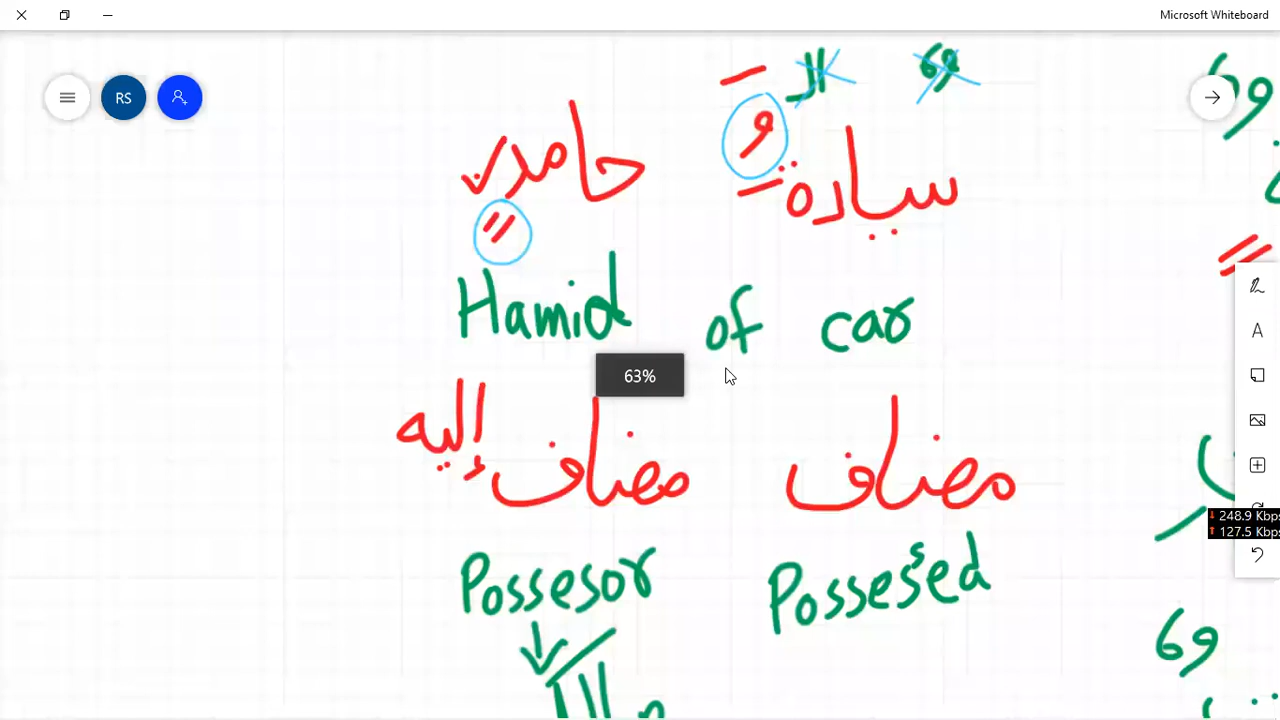 Microsoft Whiteboard
RS
ال
سيارة و حامد
Hamid of car
63%
مضاف مضاف إليه
Possesor Possesed
248.9 Kbps
127.5 Kbps
A